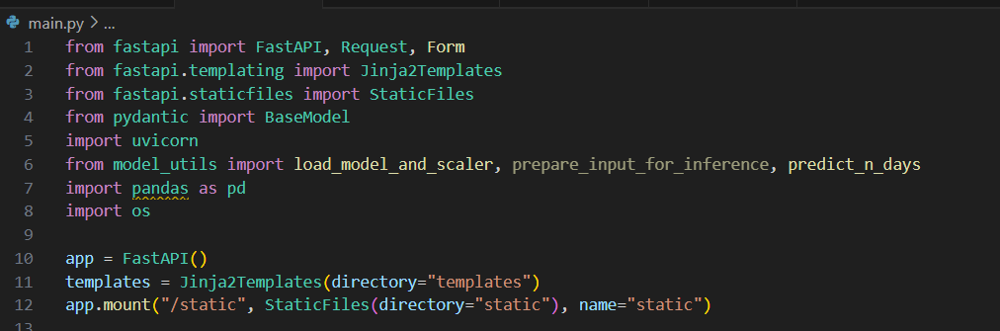 main.py > ...
1 from fastapi import FastAPI, Request, Form
2 from fastapi.templating import Jinja2Templates
3 from fastapi.staticfiles import StaticFiles
4 from pydantic import BaseModel
5 import uvicorn
6 from model_utils import load_model_and_scaler, prepare_input_for_inference, predict_n_days
7 import pandas as pd
8 import os
9
10 app = FastAPI()
11 templates = Jinja2Templates(directory="templates")
12 app.mount("/static", StaticFiles(directory="static"), name="static")
13